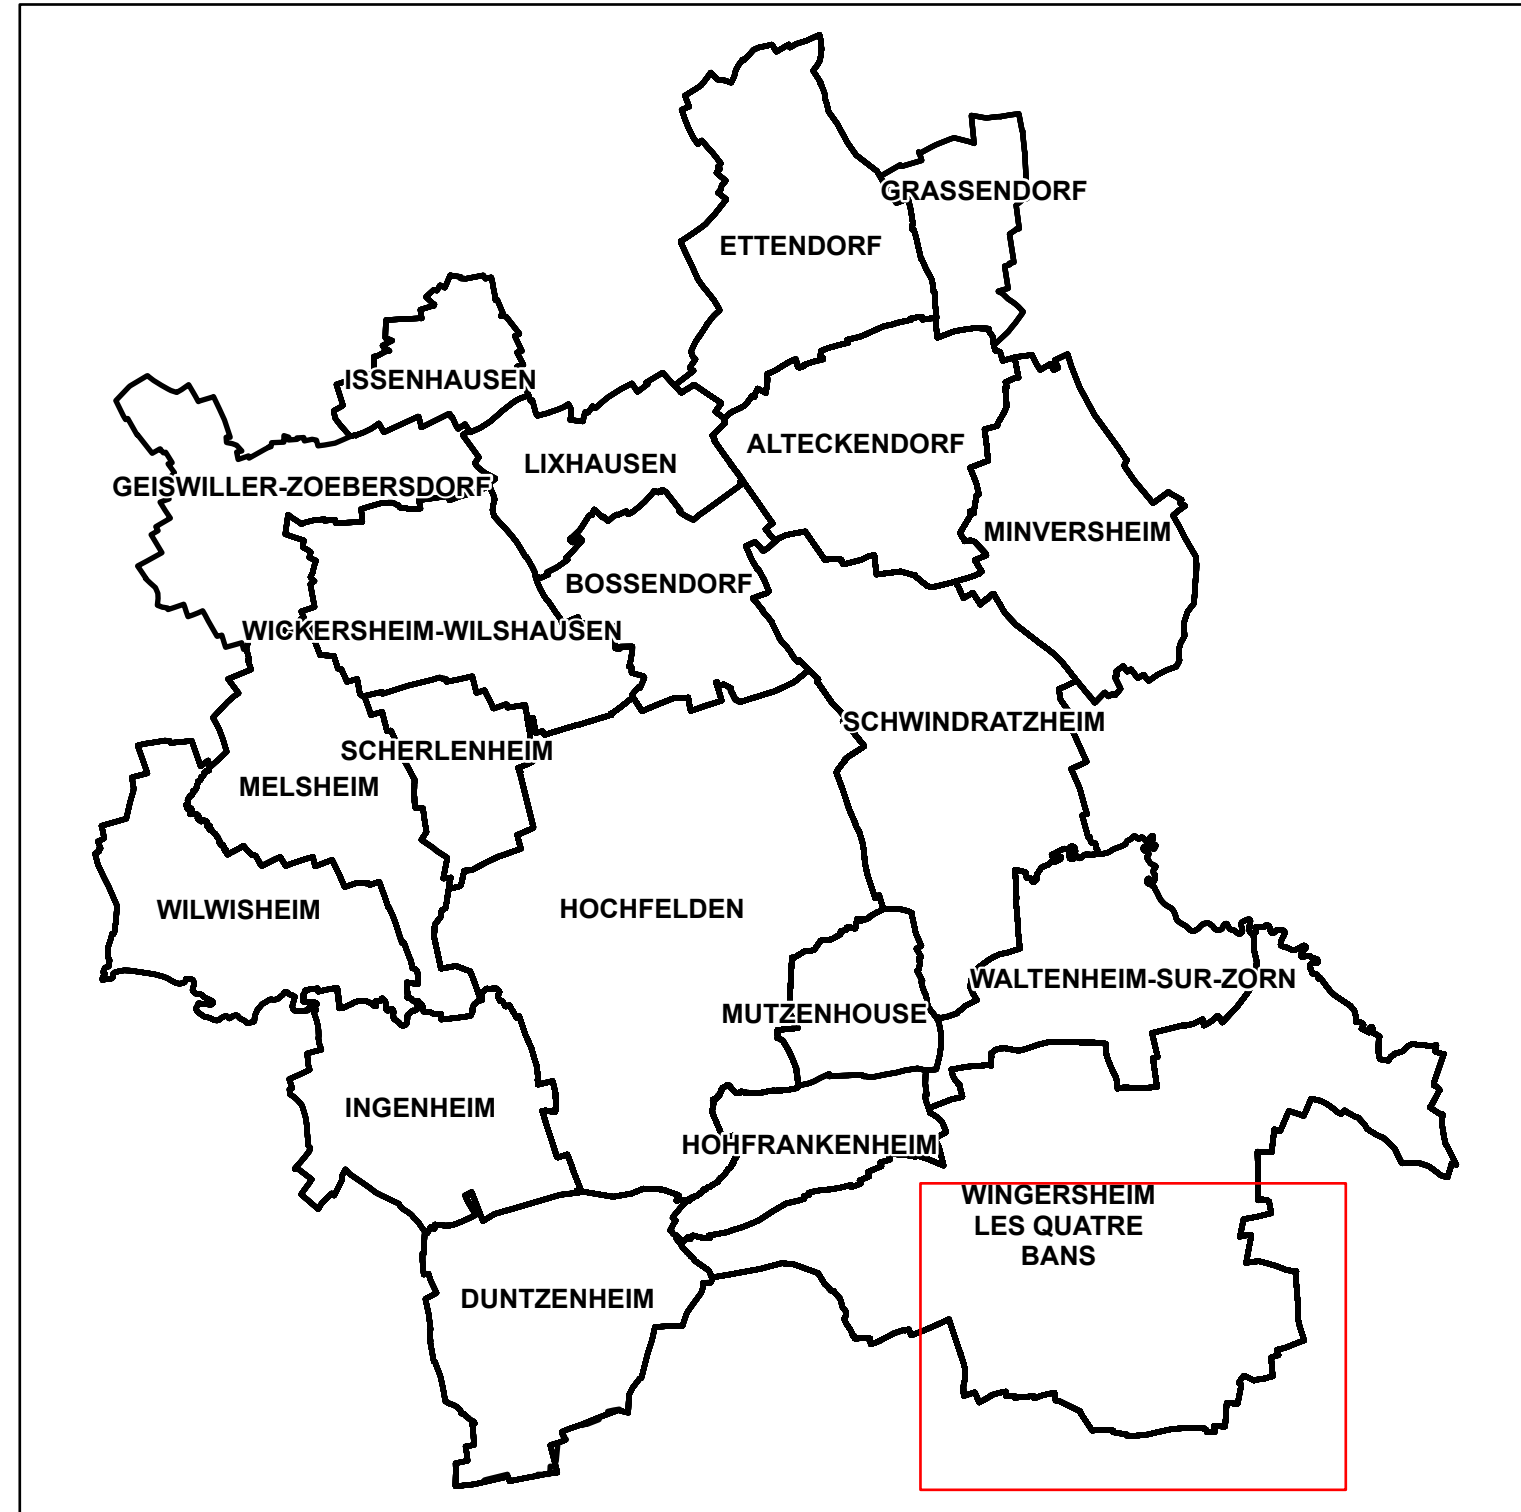 GRASSENDORF
ETTENDORF
ISSENHAUSEN
ALTECKENDORF
LIXHAUSEN
GEISWILLER-ZOEBERSDORF
MINVERSHEIM
BOSSENDORF
WICKERSHEIM-WILSHAUSEN
SCHWINDRATZHEIM
SCHERLENHEIM
MELSHEIM
WILWISHEIM
HOCHFELDEN
WALTENHEIM-SUR-ZORN
MUTZENHOUSE
INGENHEIM
HOHFRANKENHEIM
WINGERSHEIM
LES QUATRE
BANS
DUNTZENHEIM